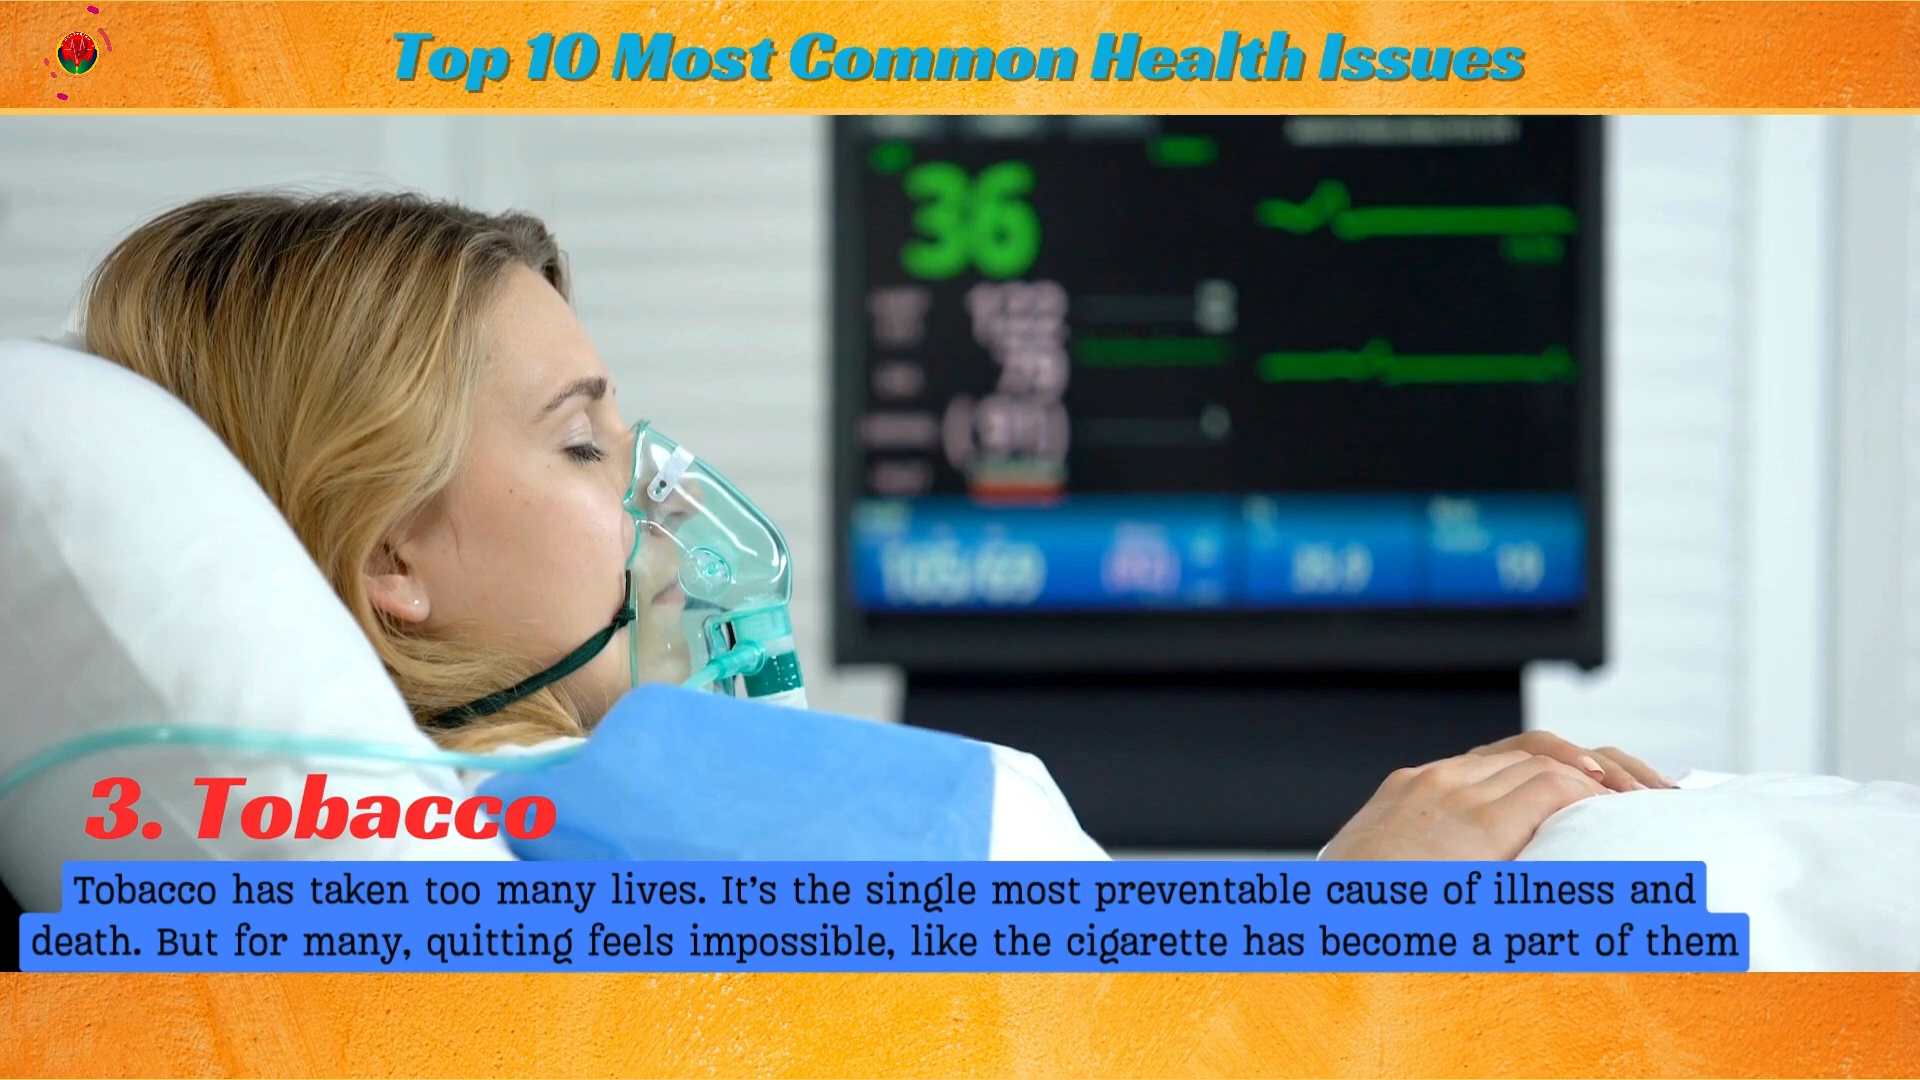 Top 10 Most Common Health Issues
36
3. Tobacco
Tobacco has taken too many lives. It’s the single most preventable cause of illness and
death. But for many, quitting feels impossible, like the cigarette has become a part of them